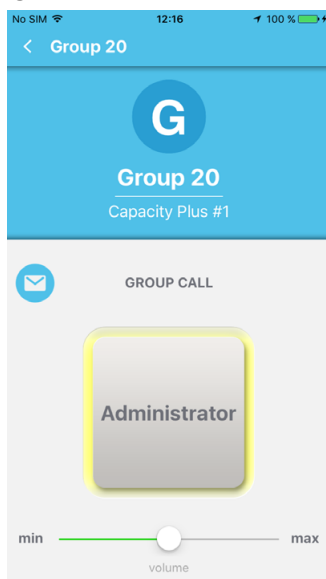 No SIM 12:16 100 %
< Group 20
G
Group 20
Capacity Plus #1
GROUP CALL
Administrator
min max
volume